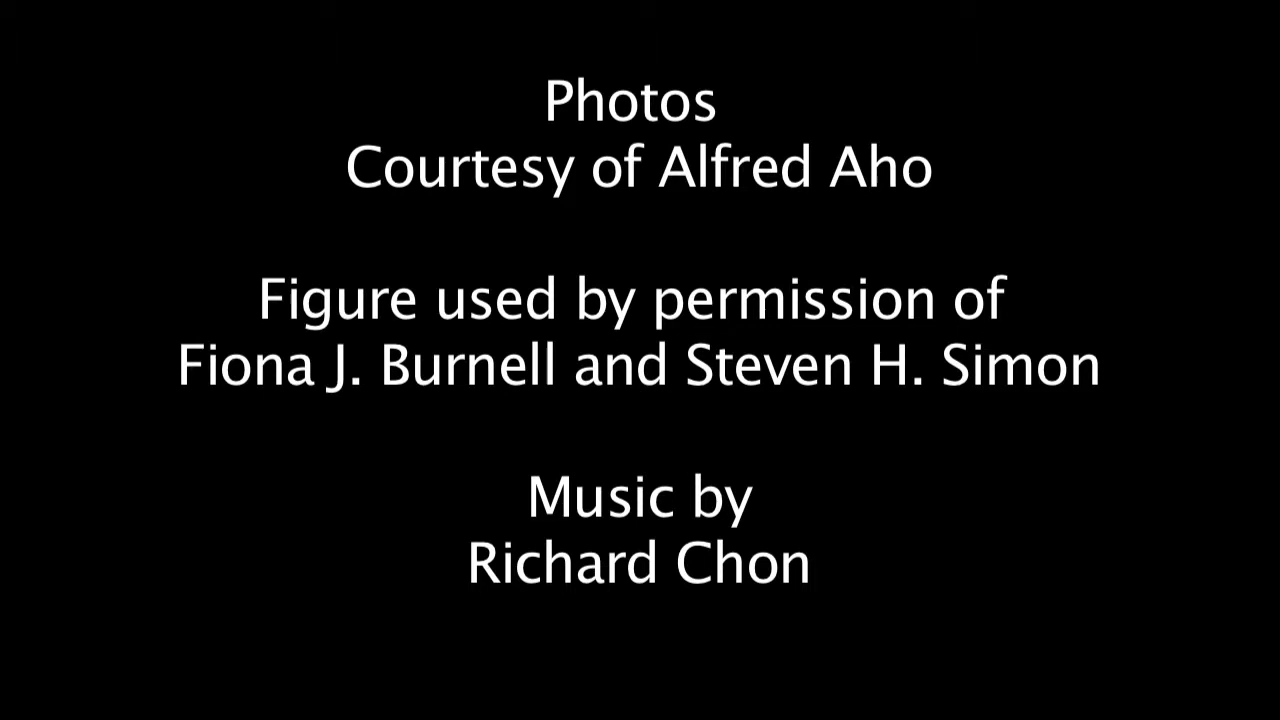 Photos
Courtesy of Alfred Aho
Figure used by permission of
Fiona J. Burnell and Steven H. Simon
Music by
Richard Chon